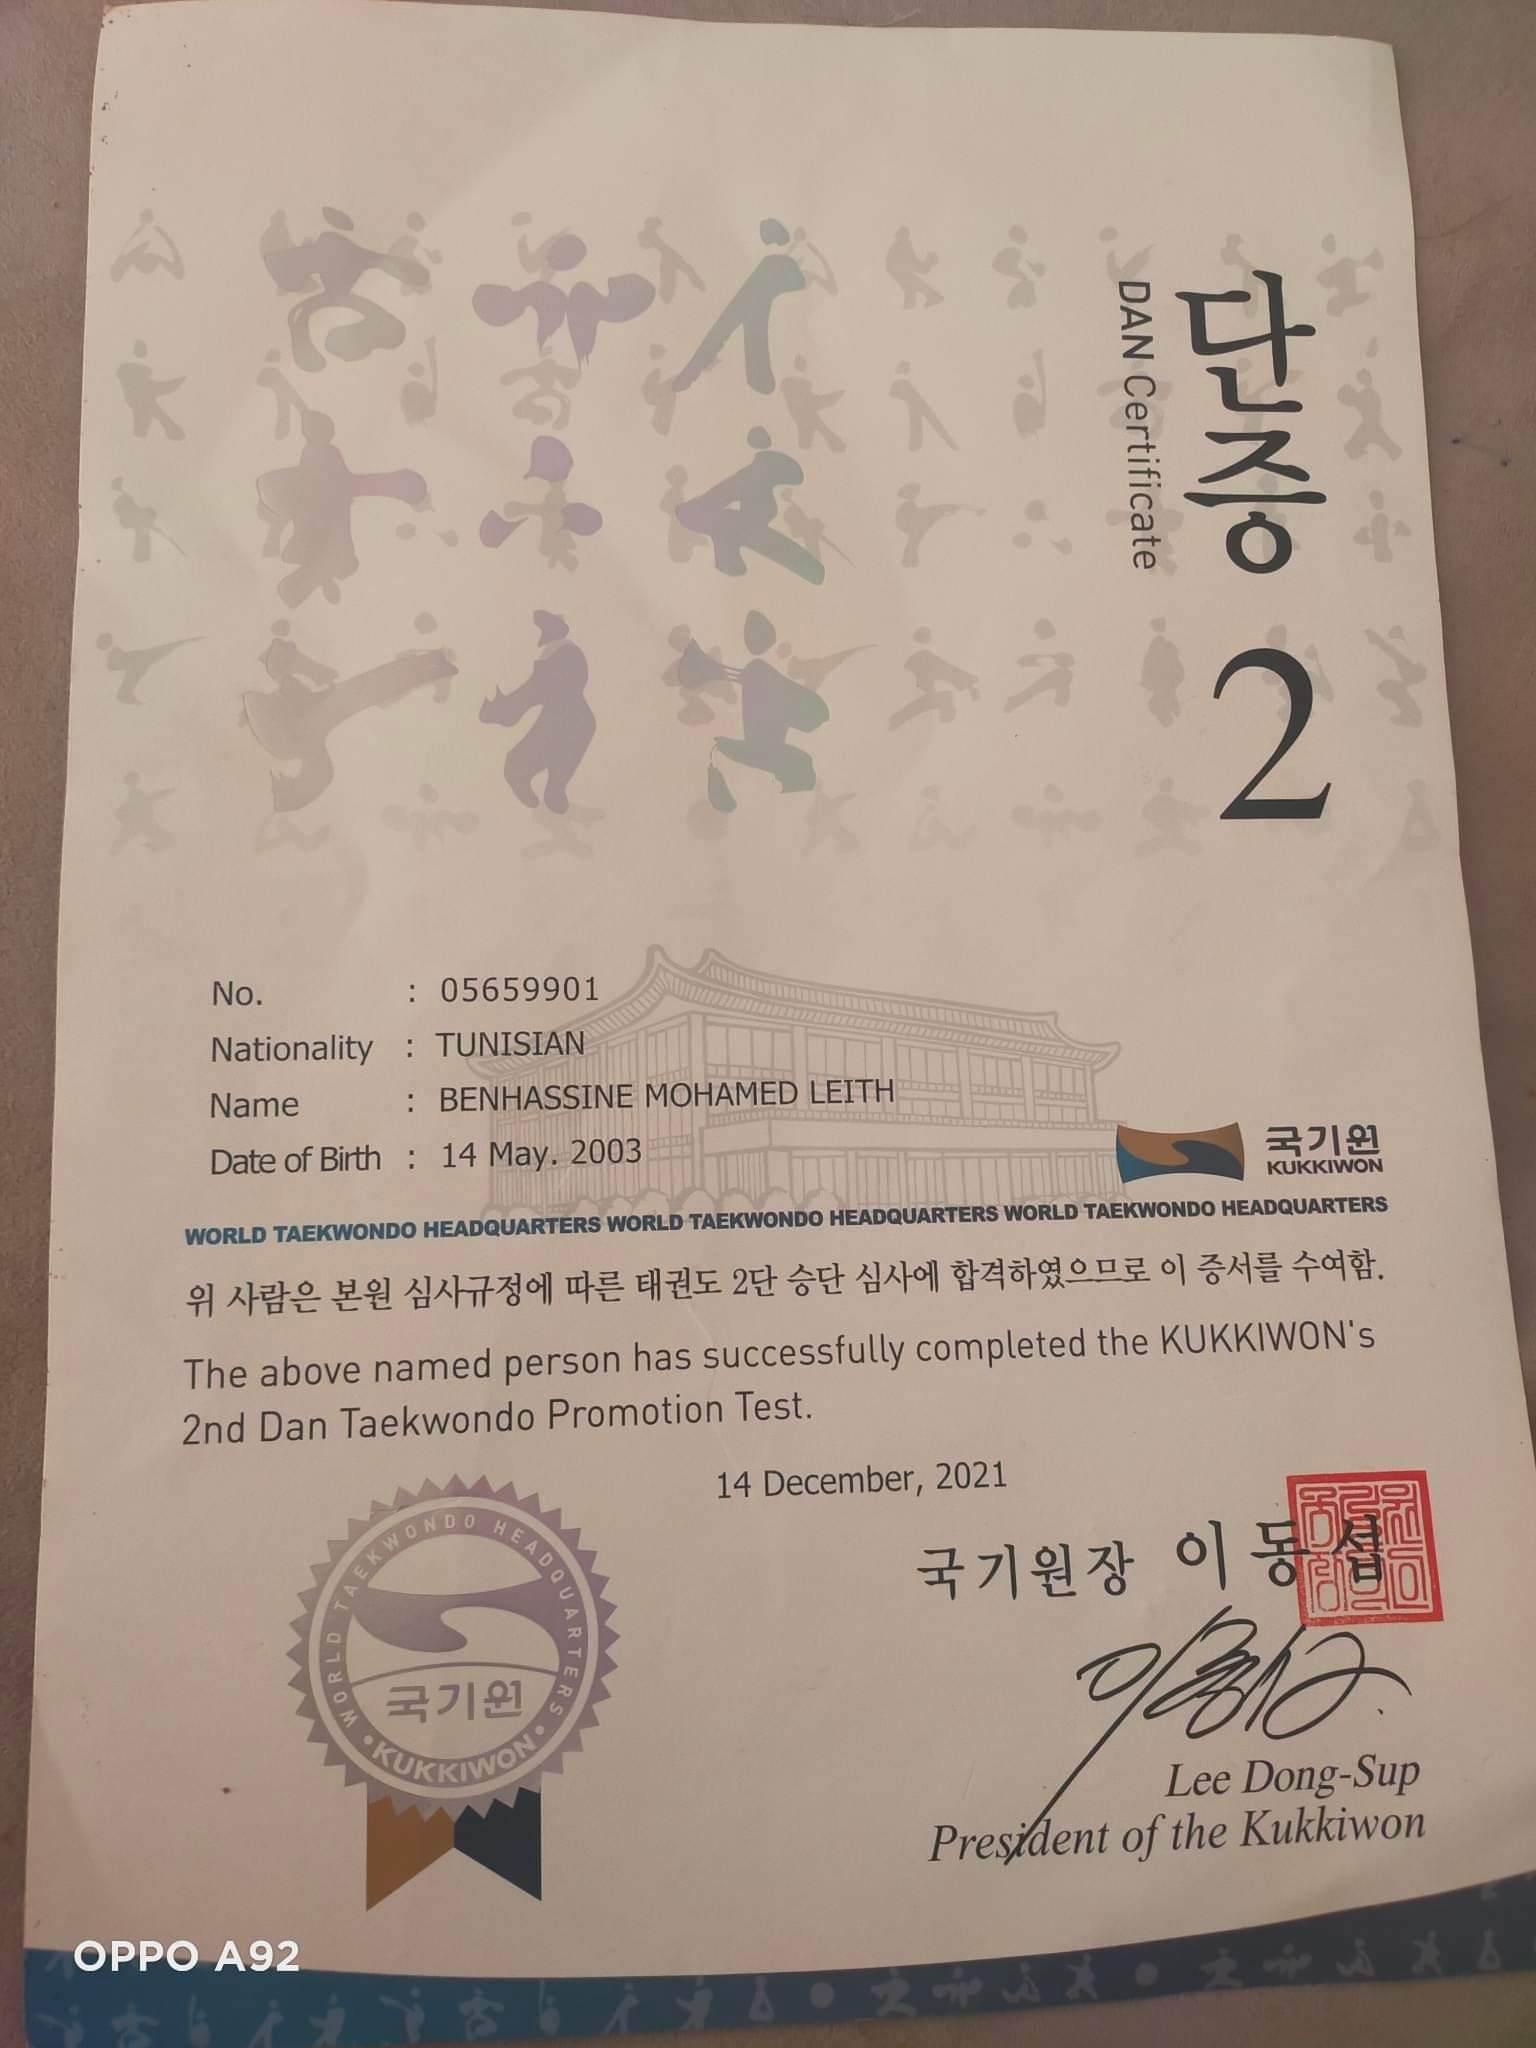 단증
DAN Certificate
2
No. : 05659901
Nationality : TUNISIAN
Name : BENHASSINE MOHAMED LEITH
Date of Birth : 14 May. 2003
국기원
KUKKIWON
WORLD TAEKWONDO HEADQUARTERS WORLD TAEKWONDO HEADQUARTERS WORLD TAEKWONDO HEADQUARTERS
위 사람은 본원 심사규정에 따른 태권도 2단 승단 심사에 합격하였으므로 이 증서를 수여함.
The above named person has successfully completed the KUKKIWON's
2nd Dan Taekwondo Promotion Test.
14 December, 2021
국기원장 이동섭
Lee Dong-Sup
President of the Kukkiwon
WORLD TAEKWONDO HEADQUARTERS
국기원
• KUKKIWON •
OPPO A92